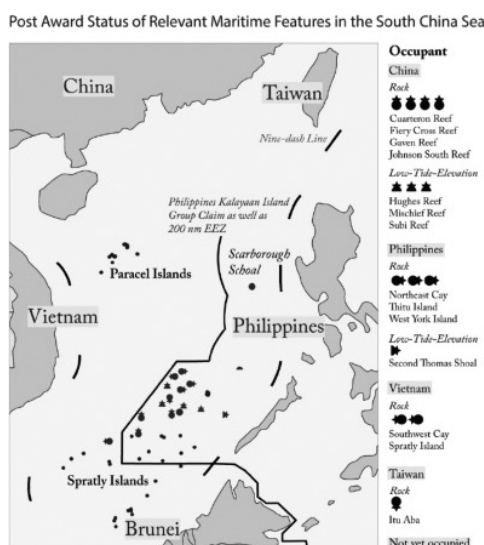 Post Award Status of Relevant Maritime Features in the South China Sea
China
Taiwan
Nine-dash Line
Philippines Kalayaan Island
Group Claim as well as
200 nm EEZ
Scarborough
Schoal
Paracel Islands
Vietnam
Philippines
Spratly Islands
Brunei
Occupant
China
Rock
Cuarteron Reef
Fiery Cross Reef
Gaven Reef
Johnson South Reef
Low-Tide-Elevation
Hughes Reef
Mischief Reef
Subi Reef
Philippines
Rock
Northeast Cay
Thitu Island
West York Island
Low-Tide-Elevation
Second Thomas Shoal
Vietnam
Rock
Southwest Cay
Spratly Island
Taiwan
Rock
Itu Aba
Not yet occupied